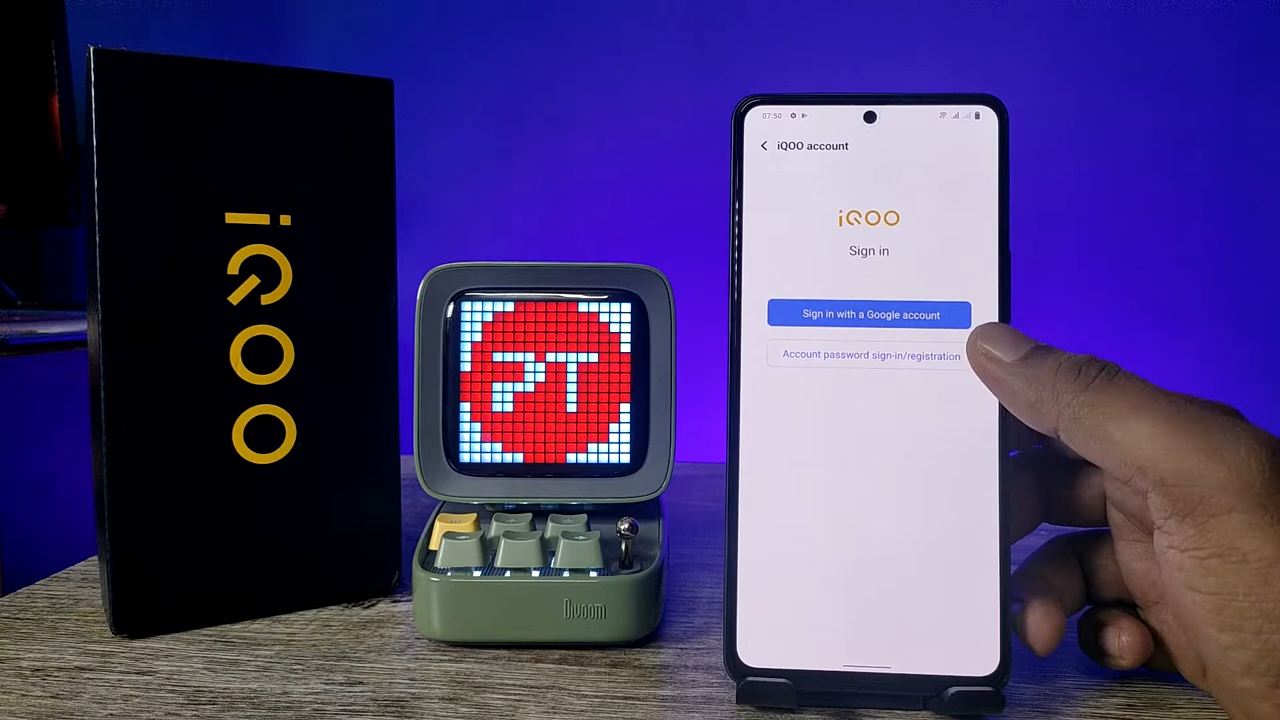 iQOO
PT
Divoom
07:50
iQOO account
iQOO
Sign in
Sign in with a Google account
Account password sign-in/registration